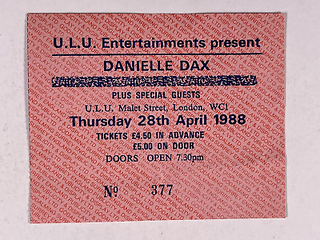 U.L.U. Entertainments present
DANIELLE DAX
PLUS SPECIAL GUESTS
U.L.U. Malet Street, London, WC1
Thursday 28th April 1988
TICKETS £4.50 IN ADVANCE
£5.00 ON DOOR
DOORS OPEN 7.30pm
No. 377